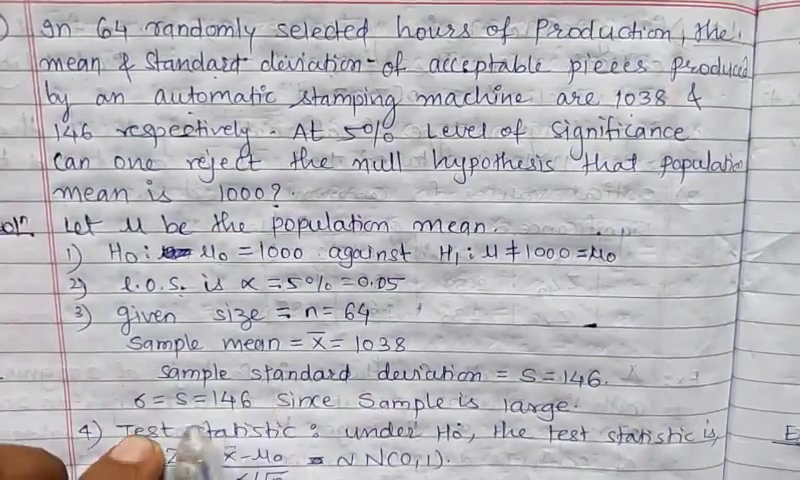 In 64 randomly selected hours of Production, the
mean & Standard deviation of acceptable pieces produced
by an automatic stamping machine are 1038 &
146 respectively. At 5% Level of Significance
Can one reject the null hypothesis that population
mean is 1000?
Soln. Let μ be the population mean.
1) H₀: μ₀ = 1000 against H₁: μ ≠ 1000 = μ₀
2) l.o.s. is α = 5% = 0.05
3) given size = n = 64
Sample mean = x̄ = 1038
Sample standard deviation = S = 146.
σ = S = 146 since Sample is large.
4) Test statistic: under H₀, the test statistic is,
x̄ - μ₀ ~ N(0,1).